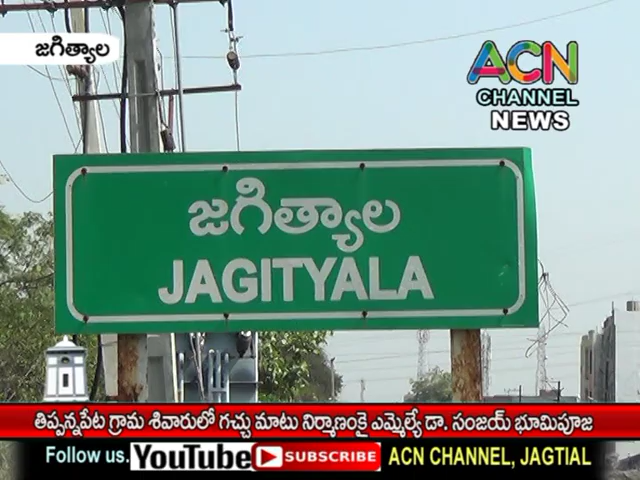 జగిత్యాల
ACN
CHANNEL
NEWS
జగిత్యాల
JAGITYALA
తిప్పన్నపేట గ్రామ శివారులో గచ్చు మాటు నిర్మాణంకై ఎమ్మెల్యే డా. సంజయ్ భూమిపూజ
Follow us. YouTube SUBSCRIBE ACN CHANNEL, JAGTIAL